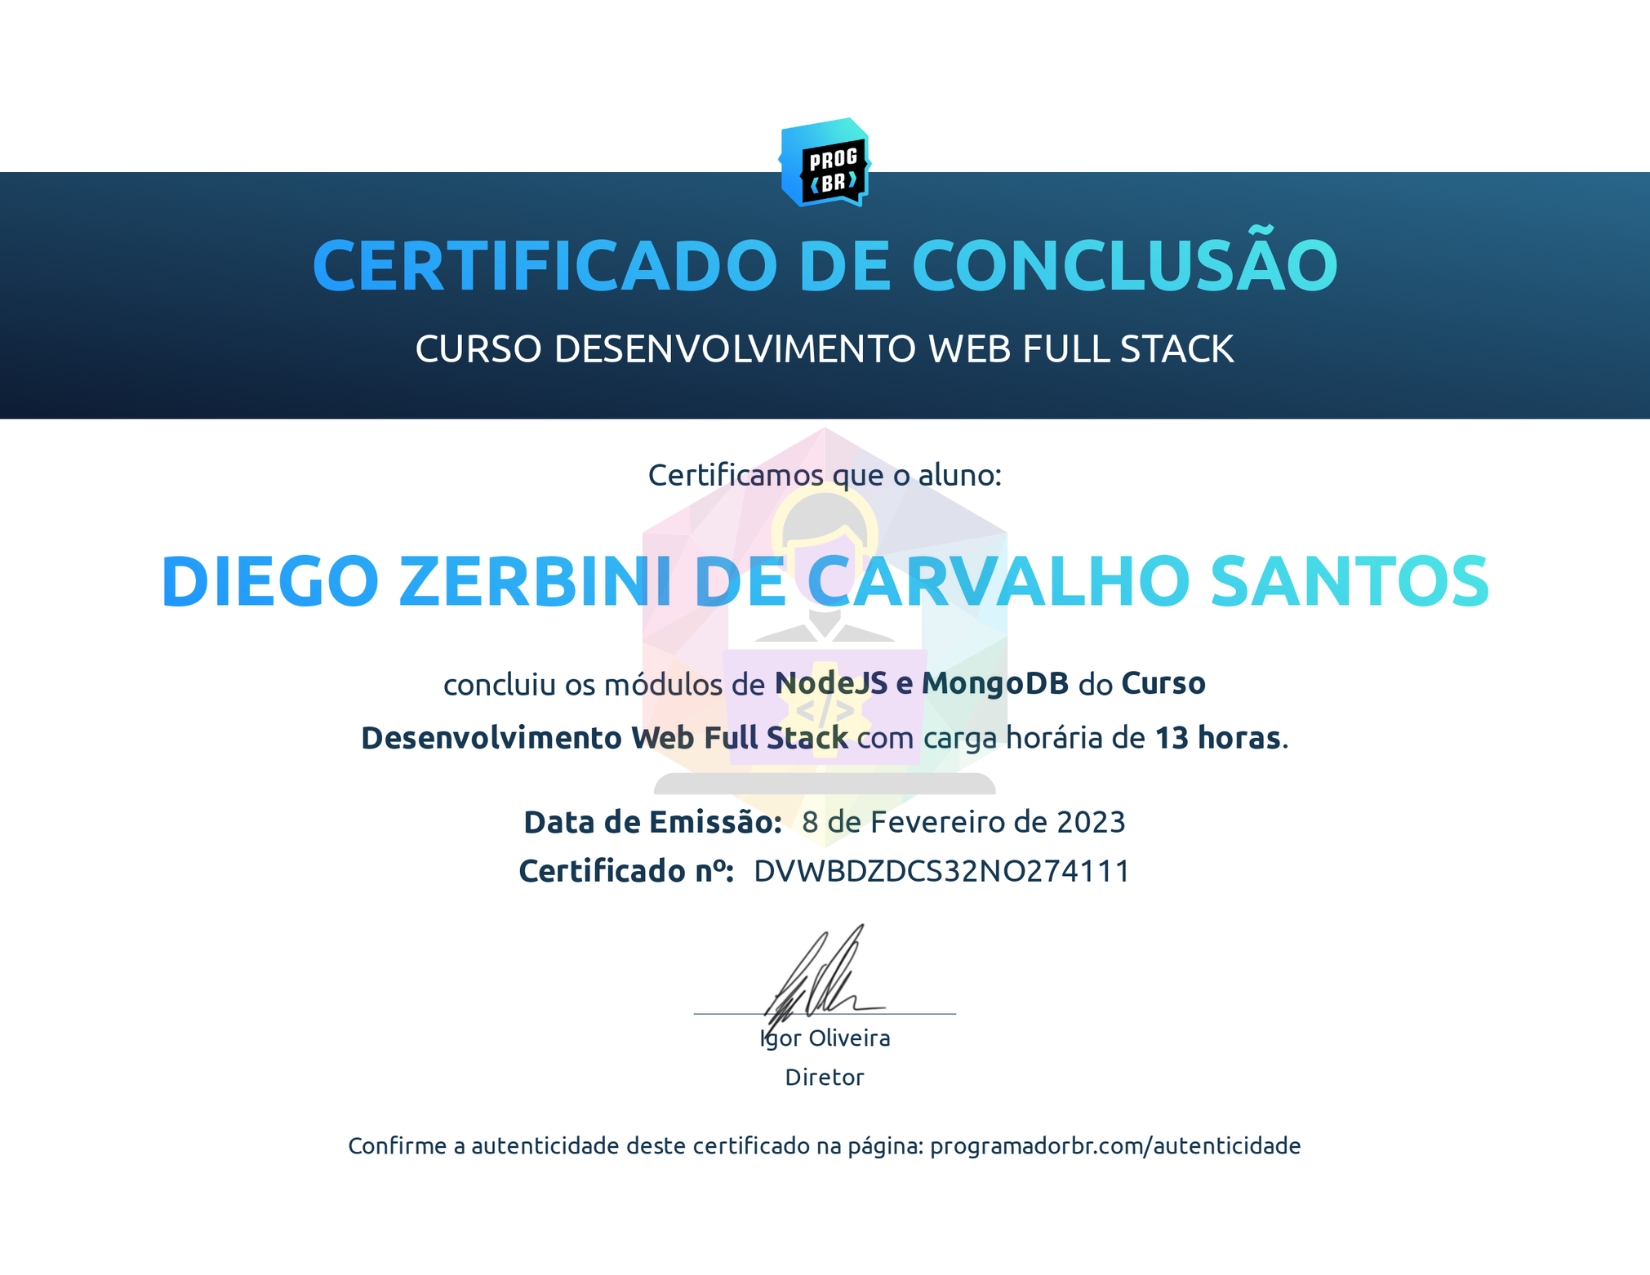 PROG
BR
CERTIFICADO DE CONCLUSÃO
CURSO DESENVOLVIMENTO WEB FULL STACK
Certificamos que o aluno:
DIEGO ZERBINI DE CARVALHO SANTOS
concluiu os módulos de NodeJS e MongoDB do Curso
Desenvolvimento Web Full Stack com carga horária de 13 horas.
</>
Data de Emissão: 8 de Fevereiro de 2023
Certificado nº: DVWBDZDCS32NO274111
Igor Oliveira
Diretor
Confirme a autenticidade deste certificado na página: programadorbr.com/autenticidade